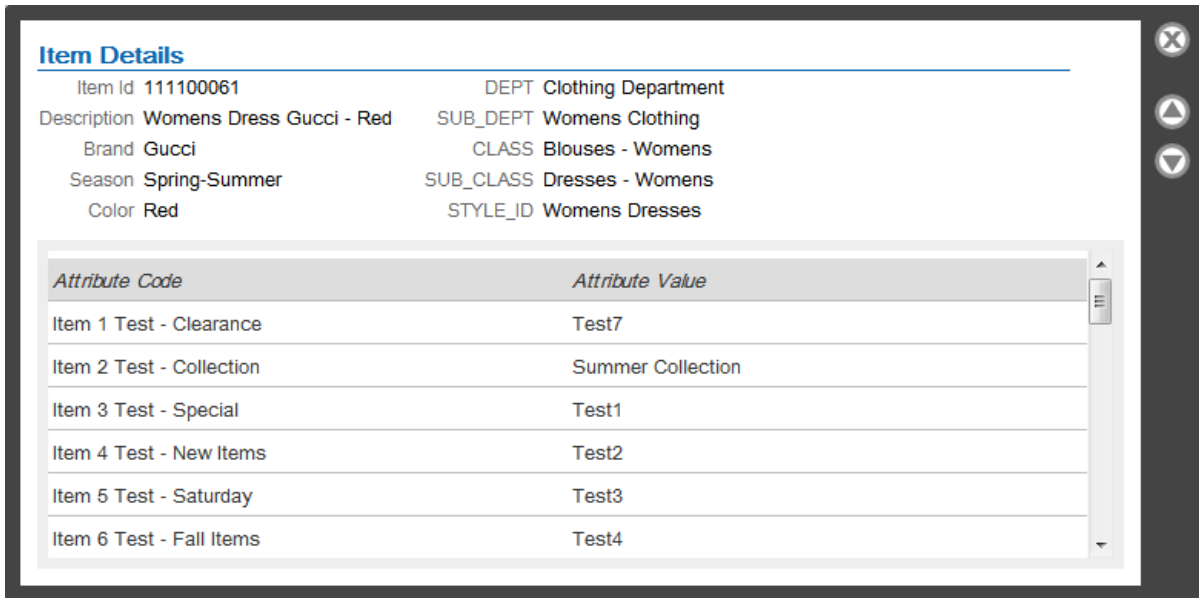 Item Details
Item Id 111100061 DEPT Clothing Department
Description Womens Dress Gucci - Red SUB_DEPT Womens Clothing
Brand Gucci CLASS Blouses - Womens
Season Spring-Summer SUB_CLASS Dresses - Womens
Color Red STYLE_ID Womens Dresses
Attribute Code Attribute Value
Item 1 Test - Clearance Test7
Item 2 Test - Collection Summer Collection
Item 3 Test - Special Test1
Item 4 Test - New Items Test2
Item 5 Test - Saturday Test3
Item 6 Test - Fall Items Test4